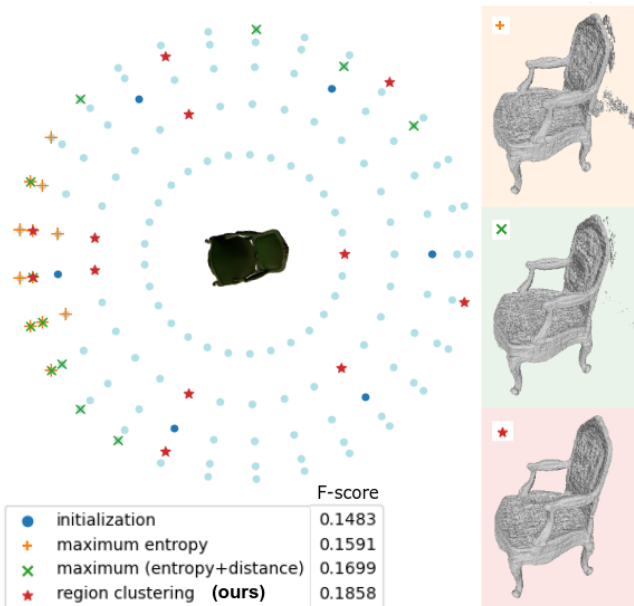 F-score
initialization 0.1483
maximum entropy 0.1591
maximum (entropy+distance) 0.1699
region clustering (ours) 0.1858